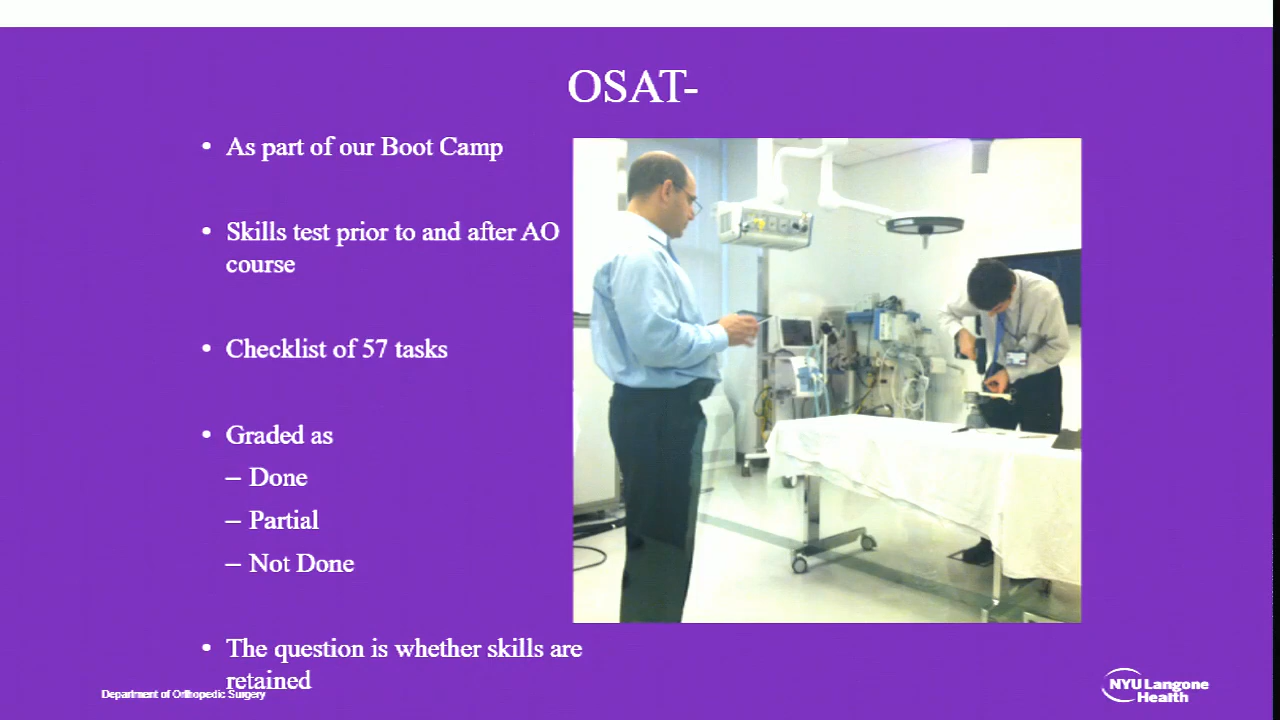 OSAT-
• As part of our Boot Camp
• Skills test prior to and after AO
course
• Checklist of 57 tasks
• Graded as
– Done
– Partial
– Not Done
• The question is whether skills are
retained
Department of Orthopedic Surgery
NYU Langone
Health